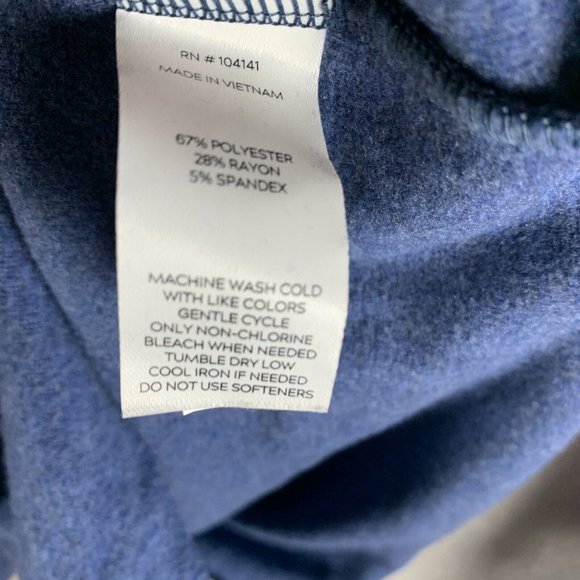 RN # 104141
MADE IN VIETNAM
67% POLYESTER
28% RAYON
5% SPANDEX
MACHINE WASH COLD
WITH LIKE COLORS
GENTLE CYCLE
ONLY NON-CHLORINE
BLEACH WHEN NEEDED
TUMBLE DRY LOW
COOL IRON IF NEEDED
DO NOT USE SOFTENERS